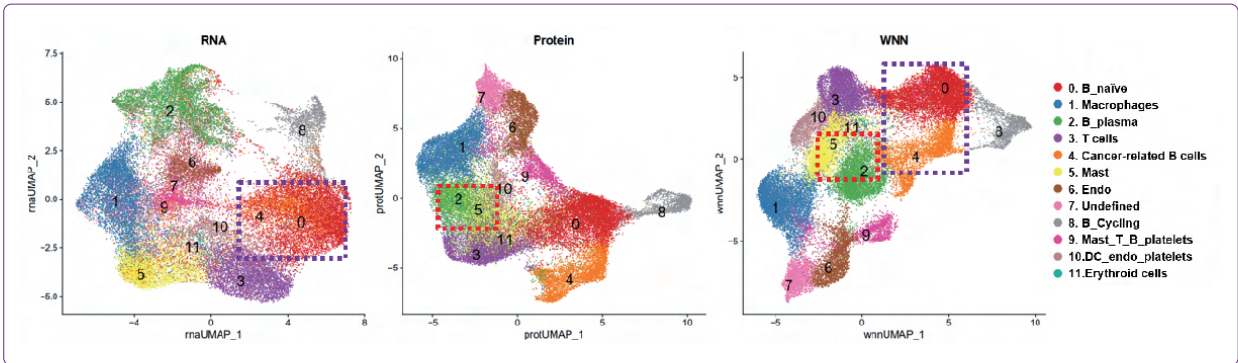 RNA
7.5
5.0
2.5
0.0
-2.5
-5.0
-4
0
4
8
rnaUMAP_1
rnaUMAP_2
2
8
6
7
1
9
4
0
10
11
5
3
Protein
10
5
0
-5
-5
0
5
10
protUMAP_1
protUMAP_2
7
6
1
9
10
2
5
0
8
11
3
4
WNN
5
0
-5
-5
0
5
10
wnnUMAP_1
wnnUMAP_2
3
0
10
11
8
5
4
2
1
9
6
7
0. B_naïve
1. Macrophages
2. B_plasma
3. T cells
4. Cancer-related B cells
5. Mast
6. Endo
7. Undefined
8. B_Cycling
9. Mast_T_B_platelets
10.DC_endo_platelets
11.Erythroid cells